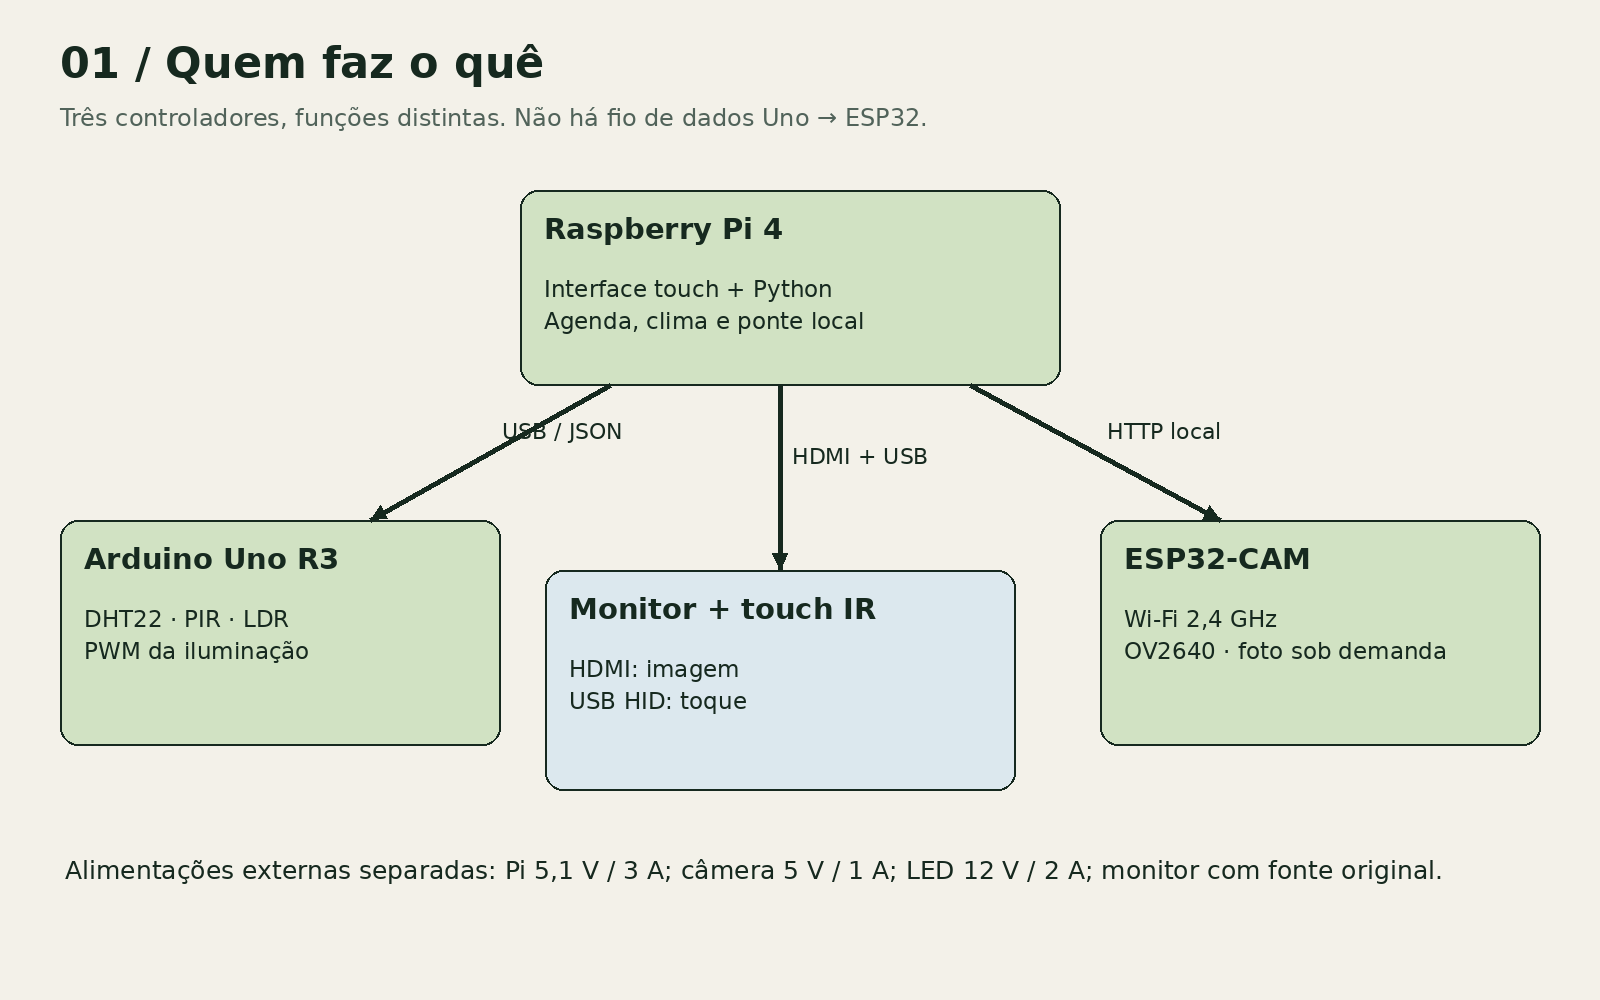 01 / Quem faz o quê
Três controladores, funções distintas. Não há fio de dados Uno → ESP32.
Raspberry Pi 4
Interface touch + Python
Agenda, clima e ponte local
USB / JSON
HDMI + USB
HTTP local
Arduino Uno R3
DHT22 · PIR · LDR
PWM da iluminação
Monitor + touch IR
HDMI: imagem
USB HID: toque
ESP32-CAM
Wi-Fi 2,4 GHz
OV2640 · foto sob demanda
Alimentações externas separadas: Pi 5,1 V / 3 A; câmera 5 V / 1 A; LED 12 V / 2 A; monitor com fonte original.